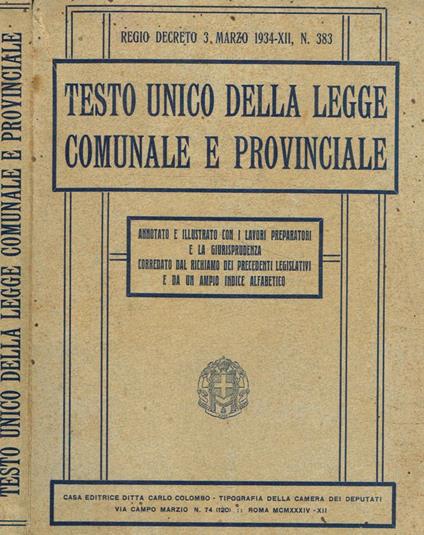 TESTO UNICO DELLA LEGGE COMUNALE E PROVINCIALE
REGIO DECRETO 3, MARZO 1934-XII, N. 383
TESTO UNICO DELLA LEGGE
COMUNALE E PROVINCIALE
ANNOTATO E ILLUSTRATO CON I LAVORI PREPARATORI
E LA GIURISPRUDENZA
CORREDATO DAL RICHIAMO DEI PRECEDENTI LEGISLATIVI
E DA UN AMPIO INDICE ALFABETICO
CASA EDITRICE DITTA CARLO COLOMBO - TIPOGRAFIA DELLA CAMERA DEI DEPUTATI
VIA CAMPO MARZIO N. 74 (120) :: ROMA MCMXXXIV - XII